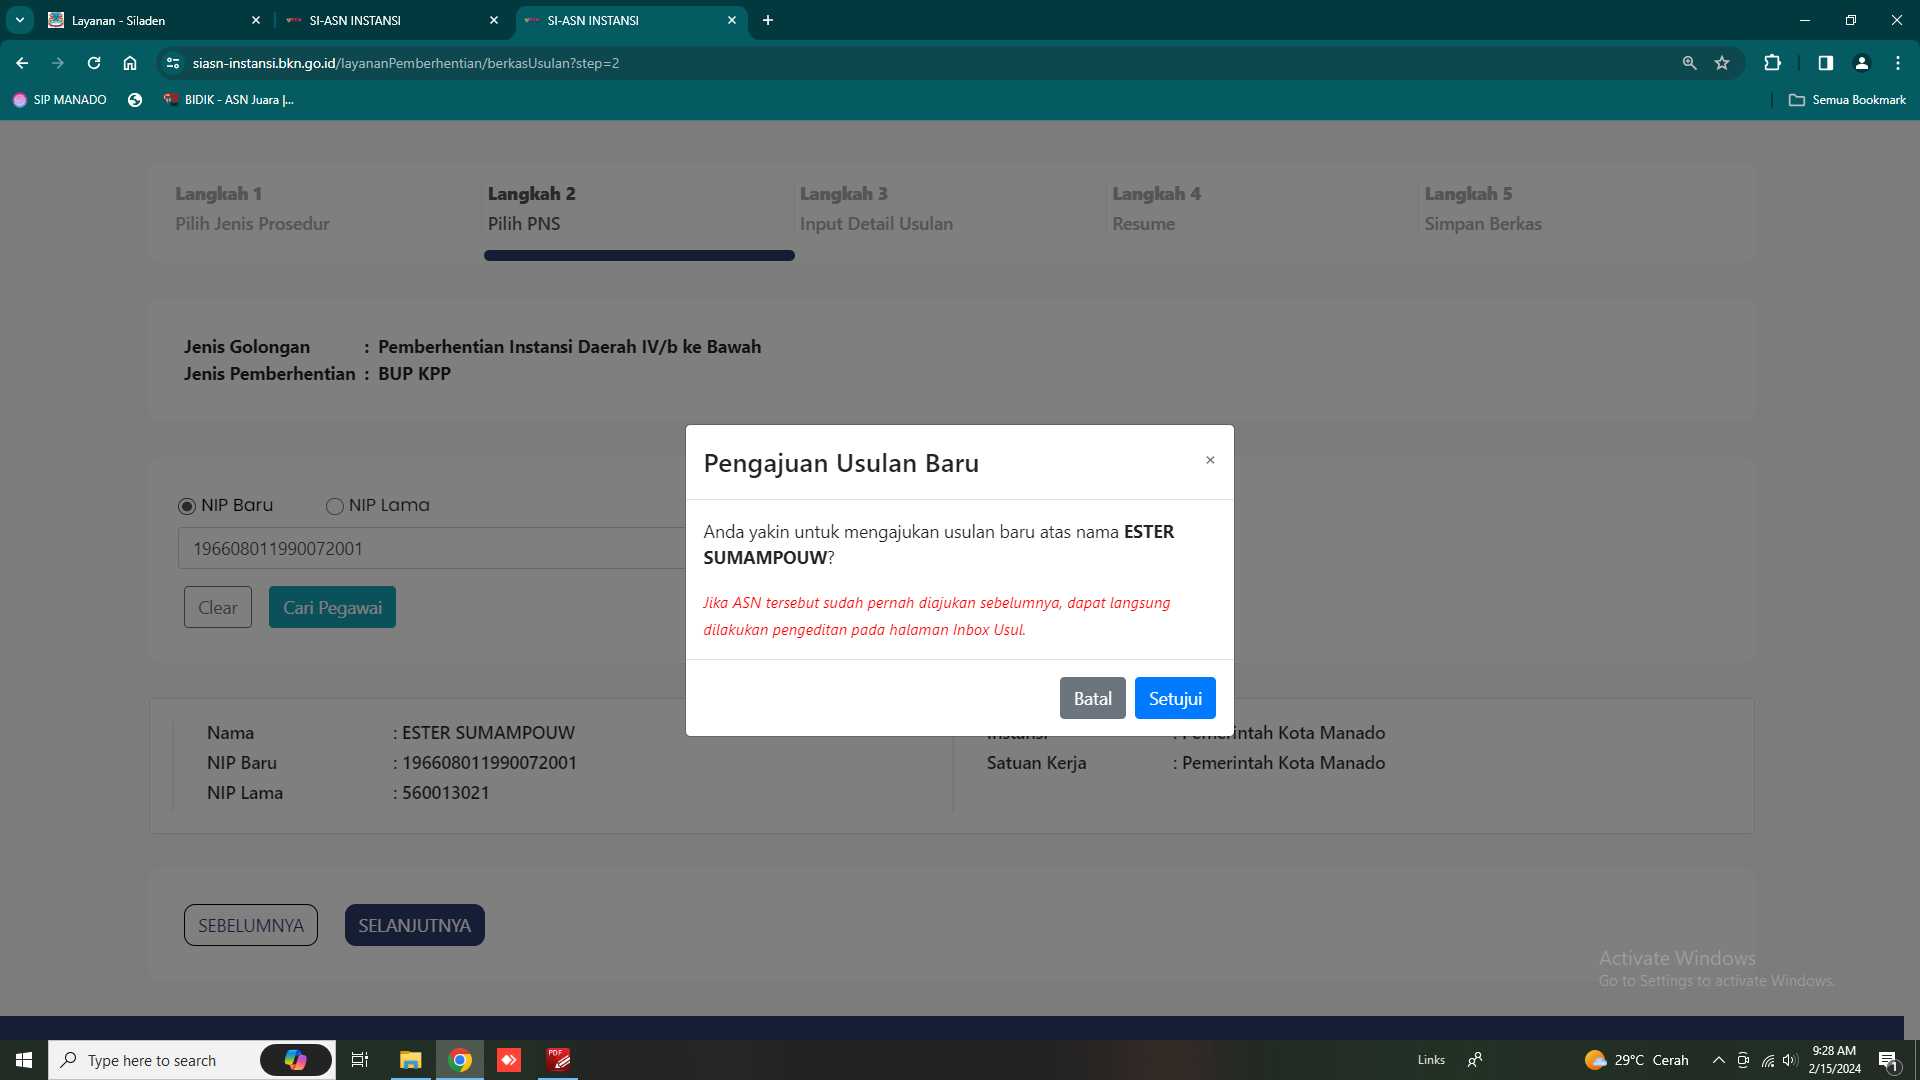 Layanan - Siladen
SI-ASN INSTANSI
SI-ASN INSTANSI
siasn-instansi.bkn.go.id/layananPemberhentian/berkasUsulan?step=2
SIP MANADO
BIDIK - ASN Juara |...
Semua Bookmark
Langkah 1
Pilih Jenis Prosedur
Langkah 2
Pilih PNS
Langkah 3
Input Detail Usulan
Langkah 4
Resume
Langkah 5
Simpan Berkas
Jenis Golongan : Pemberhentian Instansi Daerah IV/b ke Bawah
Jenis Pemberhentian : BUP KPP
NIP Baru
NIP Lama
196608011990072001
Clear
Cari Pegawai
Pengajuan Usulan Baru
×
Anda yakin untuk mengajukan usulan baru atas nama ESTER
SUMAMPOUW?
Jika ASN tersebut sudah pernah diajukan sebelumnya, dapat langsung
dilakukan pengeditan pada halaman Inbox Usul.
Batal
Setujui
Nama : ESTER SUMAMPOUW
NIP Baru : 196608011990072001
NIP Lama : 560013021
Instansi : Pemerintah Kota Manado
Satuan Kerja : Pemerintah Kota Manado
SEBELUMNYA
SELANJUTNYA
Activate Windows
Go to Settings to activate Windows.
Type here to search
PDF
Links
29°C Cerah
9:28 AM
2/15/2024
1